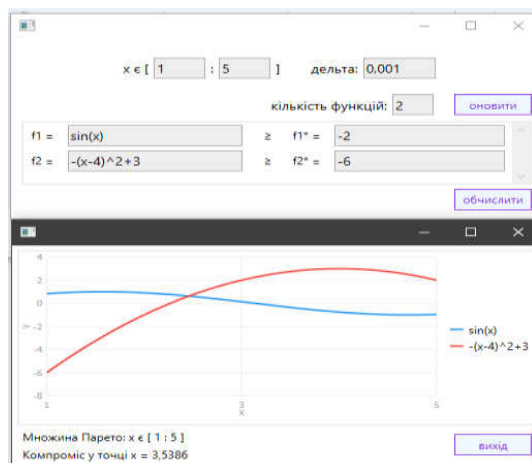 x є [ 1 : 5 ] дельта: 0,001
кількість функцій: 2 оновити
f1 = sin(x) ≥ f1* = -2
f2 = -(x-4)^2+3 ≥ f2* = -6
обчислити
4
2
0
-2
-4
-6
-8
Y
1 3 5
X
sin(x)
-(x-4)^2+3
Множина Парето: x є [ 1 : 5 ]
Компроміс у точці x = 3,5386
вихід